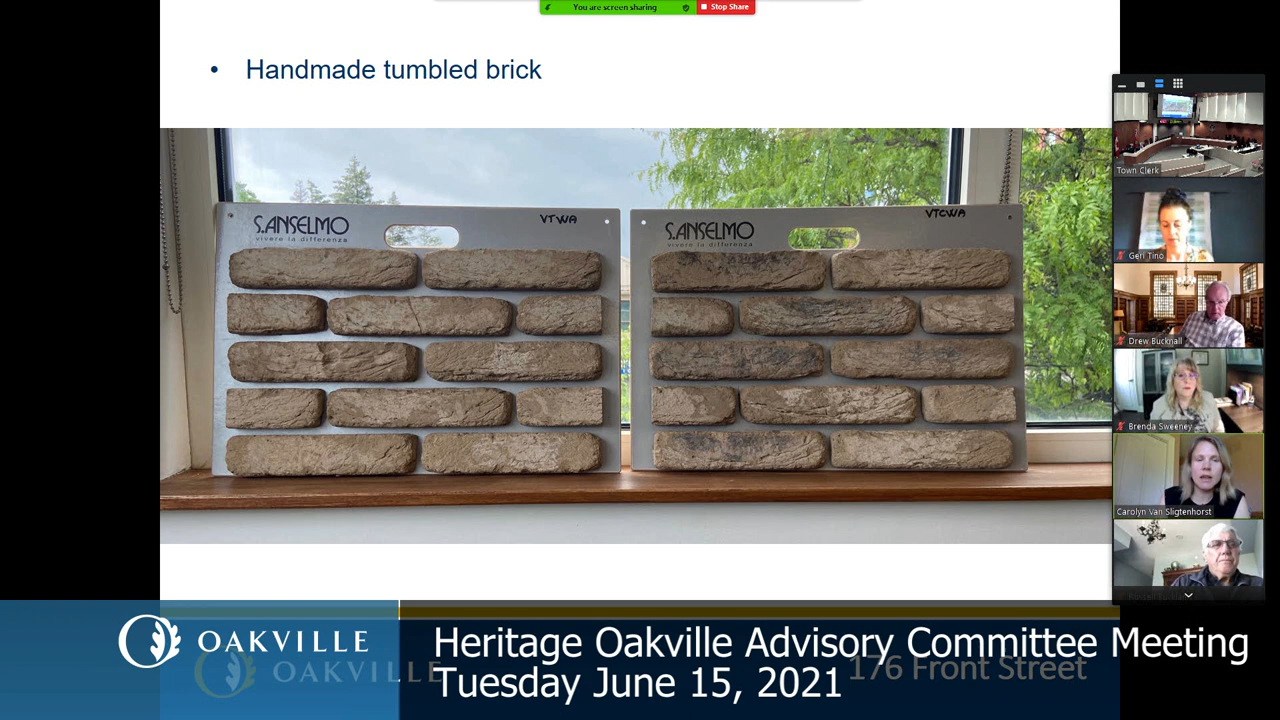 You are screen sharing
Stop Share
• Handmade tumbled brick
S.ANSELMO
vivere la differenza
VTWA
S.ANSELMO
vivere la differenza
VTCWA
Town Clerk
Geri Tino
Drew Bucknall
Brenda Sweeney
Carolyn Van Sligtenhorst
OAKVILLE
OAKVILLE
Heritage Oakville Advisory Committee Meeting
176 Front Street
Tuesday June 15, 2021